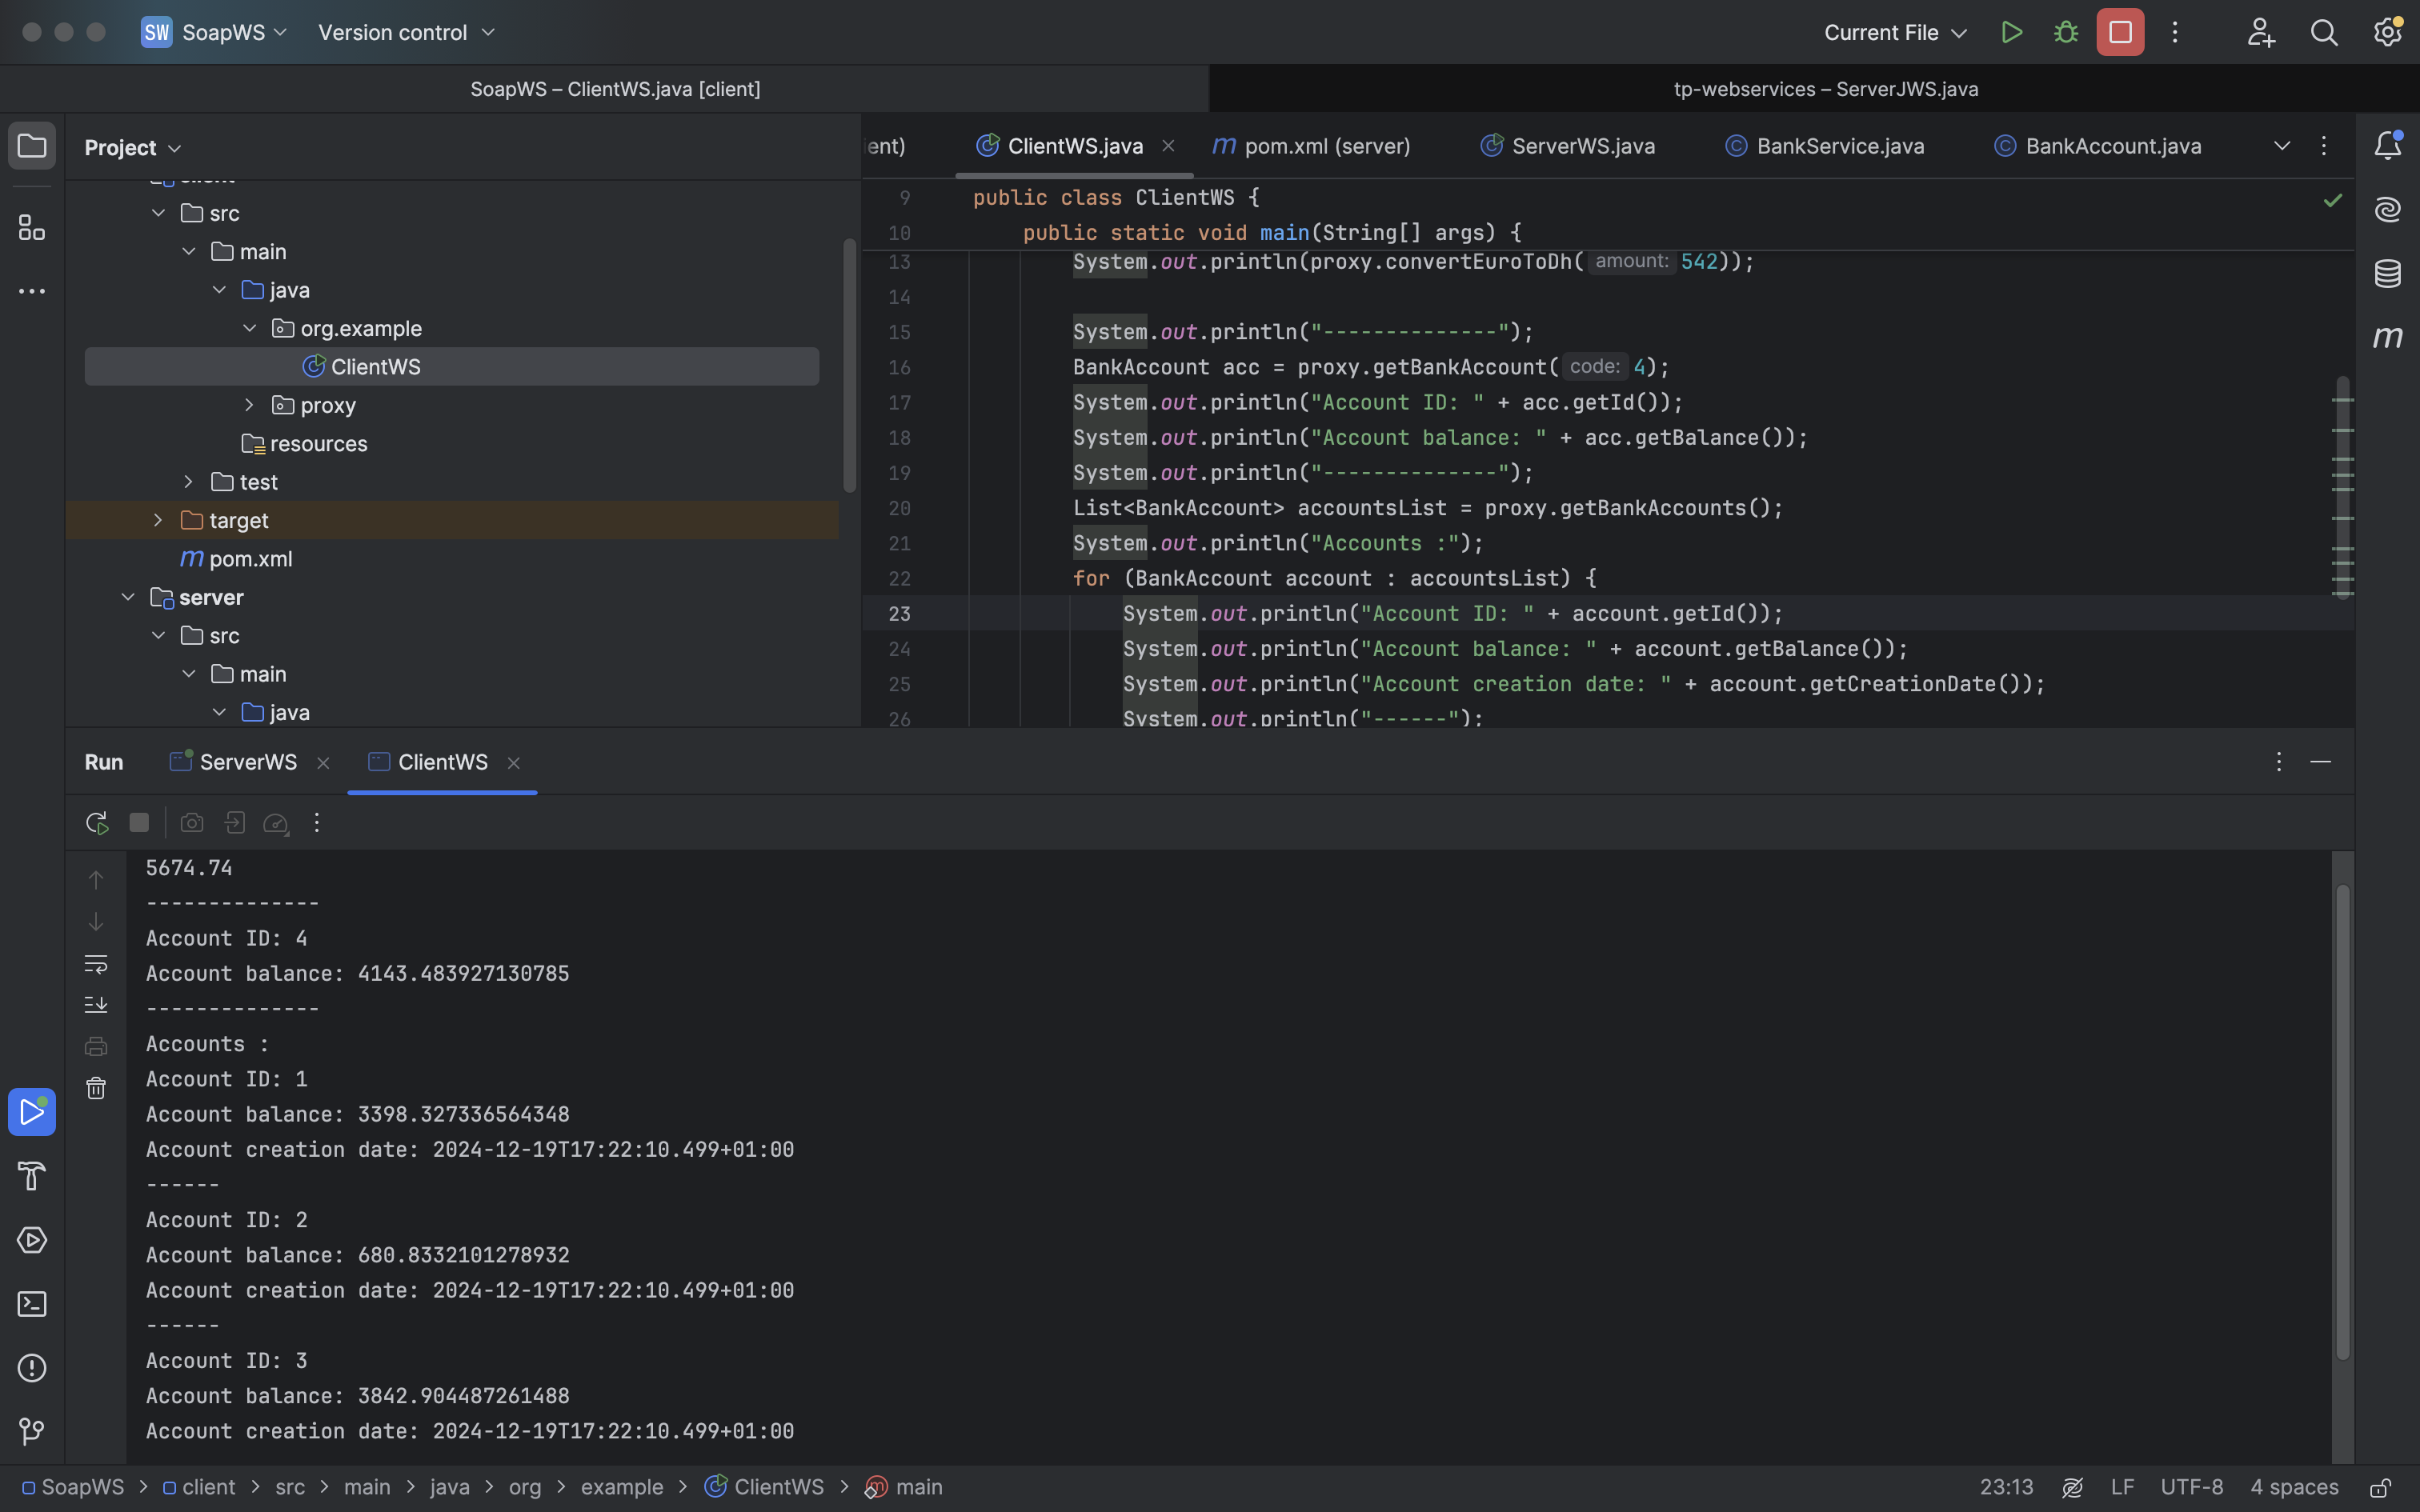 SW SoapWS Version control Current File
SoapWS – ClientWS.java [client] tp-webservices – ServerJWS.java
Project
src
main
java
org.example
ClientWS
proxy
resources
test
target
m pom.xml
server
src
main
java
ent) ClientWS.java m pom.xml (server) ServerWS.java BankService.java BankAccount.java
9 public class ClientWS {
10 public static void main(String[] args) {
13 System.out.println(proxy.convertEuroToDh( amount: 542));
14
15 System.out.println("--------------");
16 BankAccount acc = proxy.getBankAccount( code: 4);
17 System.out.println("Account ID: " + acc.getId());
18 System.out.println("Account balance: " + acc.getBalance());
19 System.out.println("--------------");
20 List<BankAccount> accountsList = proxy.getBankAccounts();
21 System.out.println("Accounts :");
22 for (BankAccount account : accountsList) {
23 System.out.println("Account ID: " + account.getId());
24 System.out.println("Account balance: " + account.getBalance());
25 System.out.println("Account creation date: " + account.getCreationDate());
26 System.out.println("------");
m
Run ServerWS ClientWS
5674.74
--------------
Account ID: 4
Account balance: 4143.483927130785
--------------
Accounts :
Account ID: 1
Account balance: 3398.327336564348
Account creation date: 2024-12-19T17:22:10.499+01:00
------
Account ID: 2
Account balance: 680.8332101278932
Account creation date: 2024-12-19T17:22:10.499+01:00
------
Account ID: 3
Account balance: 3842.904487261488
Account creation date: 2024-12-19T17:22:10.499+01:00
SoapWS > client > src > main > java > org > example > ClientWS > main 23:13 LF UTF-8 4 spaces